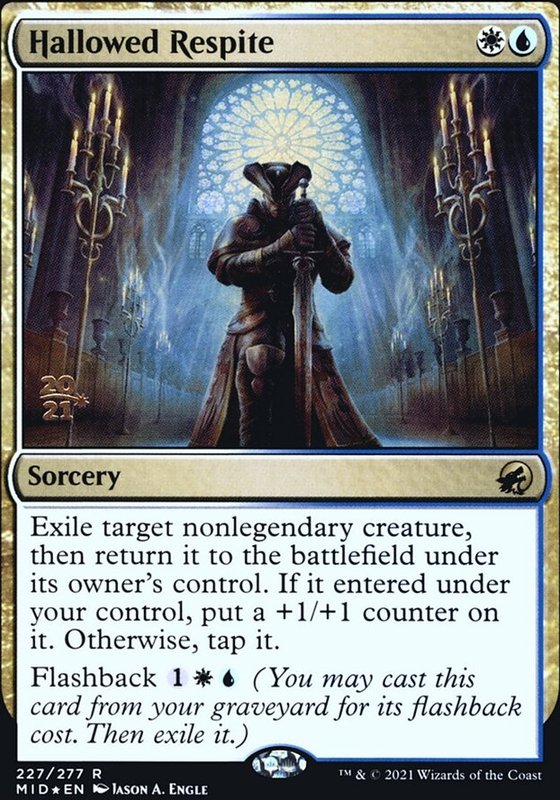 Hallowed Respite
20
21
Sorcery
Exile target nonlegendary creature,
then return it to the battlefield under
its owner's control. If it entered under
your control, put a +1/+1 counter on
it. Otherwise, tap it.
Flashback 1 (You may cast this
card from your graveyard for its flashback
cost. Then exile it.)
227/277 R
MID★EN Jason A. Engle
™ & © 2021 Wizards of the Coast